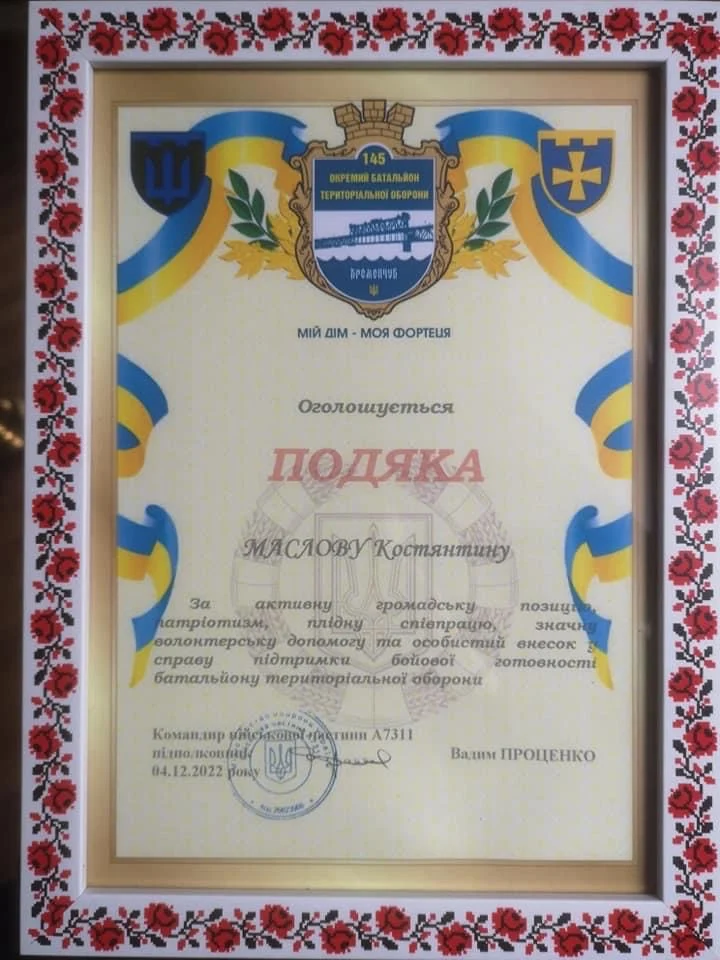 145
ОКРЕМИЙ БАТАЛЬЙОН
ТЕРИТОРІАЛЬНОЇ ОБОРОНИ
Кременчук
МІЙ ДІМ - МОЯ ФОРТЕЦЯ
Оголошується
ПОДЯКА
МАСЛОВУ Костянтину
За активну громадську позицію,
патріотизм, плідну співпрацю, значну
волонтерську допомогу та особистий внесок у
справу підтримки бойової готовності
батальйону територіальної оборони
Командир військової частини А7311
підполковник
Вадим ПРОЦЕНКО
04.12.2022 року